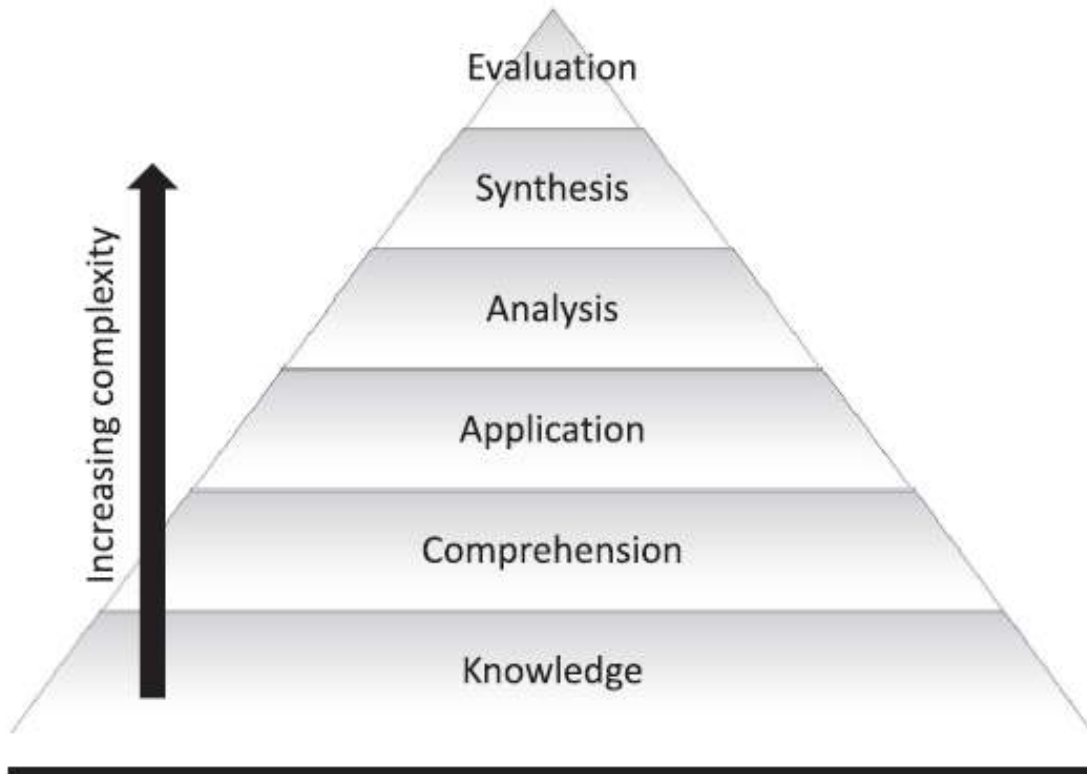 Evaluation
Synthesis
Analysis
Application
Comprehension
Knowledge
Increasing complexity